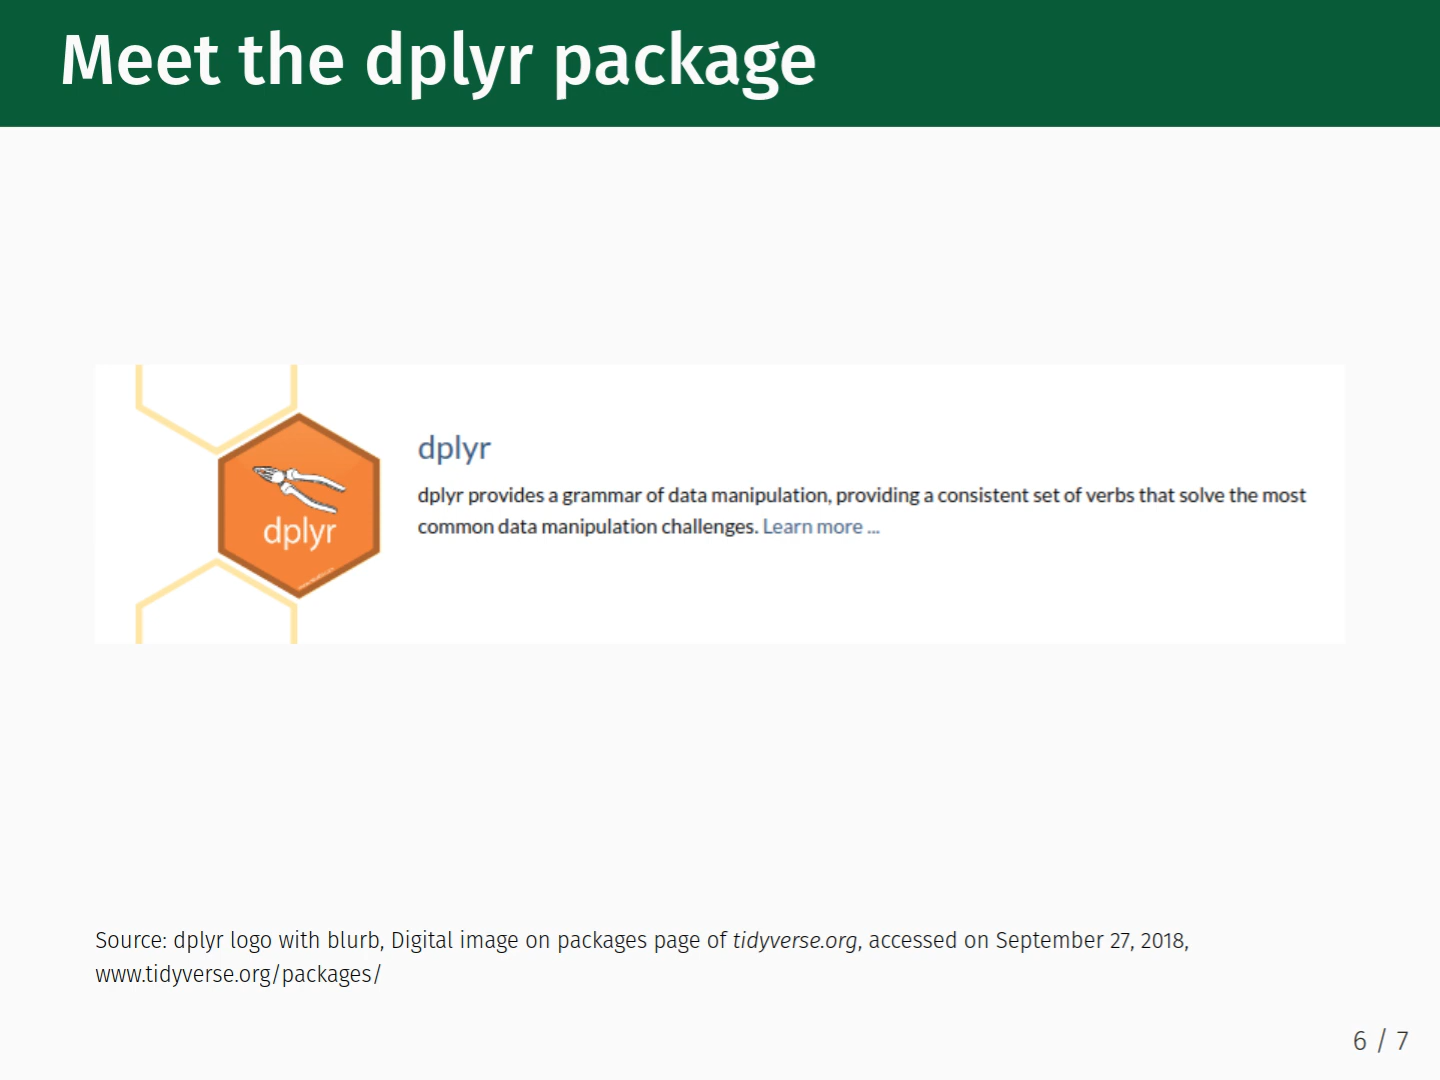 Meet the dplyr package
dplyr
dplyr provides a grammar of data manipulation, providing a consistent set of verbs that solve the most
common data manipulation challenges. Learn more ...
dplyr
Source: dplyr logo with blurb, Digital image on packages page of tidyverse.org, accessed on September 27, 2018,
www.tidyverse.org/packages/
6 / 7